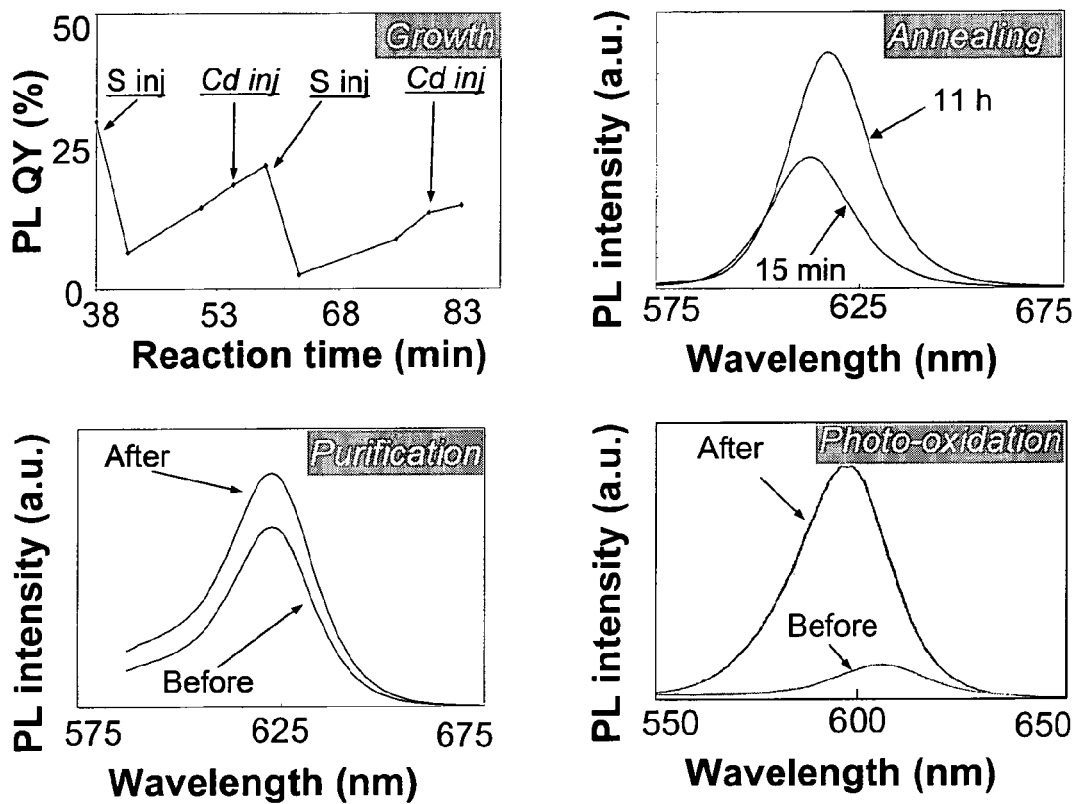 Growth
50
25
0
PL QY (%)
S inj
Cd inj
S inj
Cd inj
38
53
68
83
Reaction time (min)
Annealing
PL intensity (a.u.)
11 h
15 min
575
625
675
Wavelength (nm)
Purification
PL intensity (a.u.)
After
Before
575
625
675
Wavelength (nm)
Photo-oxidation
PL intensity (a.u.)
After
Before
550
600
650
Wavelength (nm)